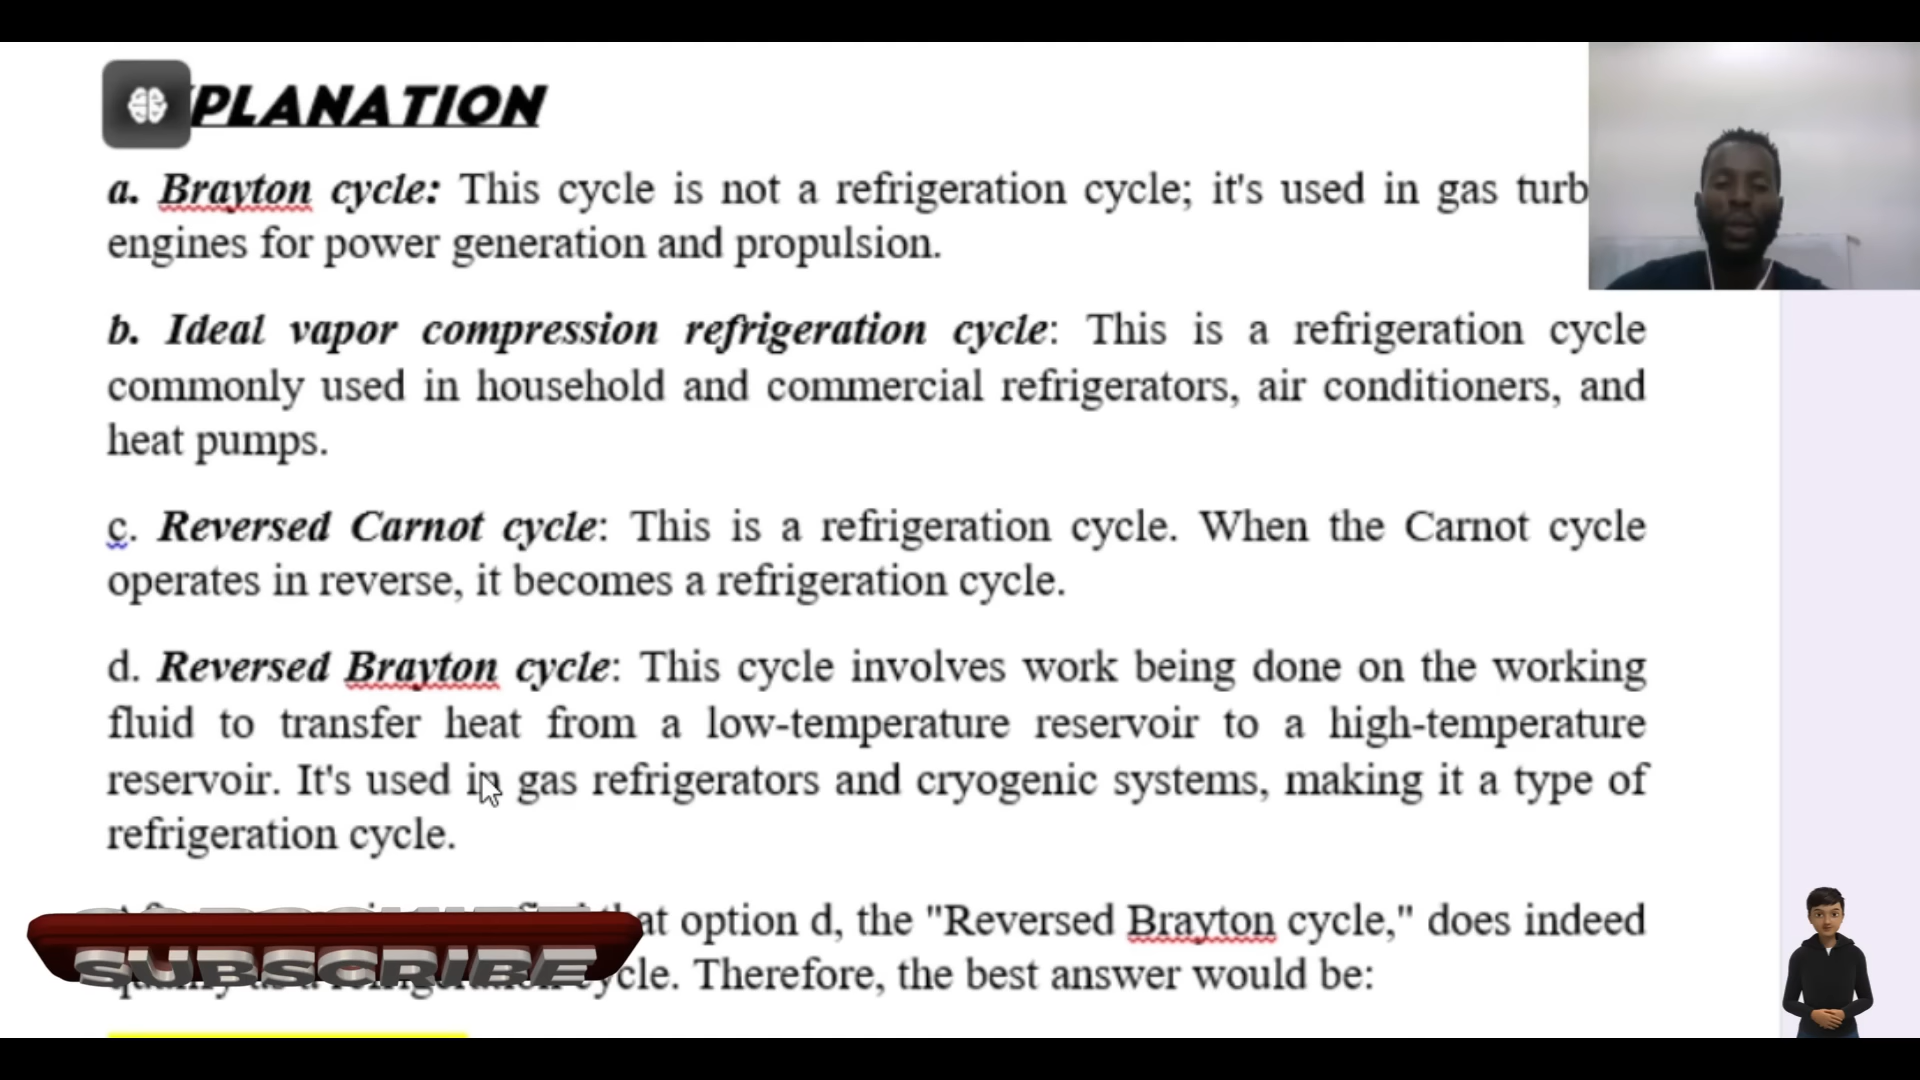 PLANATION
a. Brayton cycle: This cycle is not a refrigeration cycle; it's used in gas turb
engines for power generation and propulsion.
b. Ideal vapor compression refrigeration cycle: This is a refrigeration cycle
commonly used in household and commercial refrigerators, air conditioners, and
heat pumps.
c. Reversed Carnot cycle: This is a refrigeration cycle. When the Carnot cycle
operates in reverse, it becomes a refrigeration cycle.
d. Reversed Brayton cycle: This cycle involves work being done on the working
fluid to transfer heat from a low-temperature reservoir to a high-temperature
reservoir. It's used in gas refrigerators and cryogenic systems, making it a type of
refrigeration cycle.
at option d, the "Reversed Brayton cycle," does indeed
cycle. Therefore, the best answer would be:
SUBSCRIBE